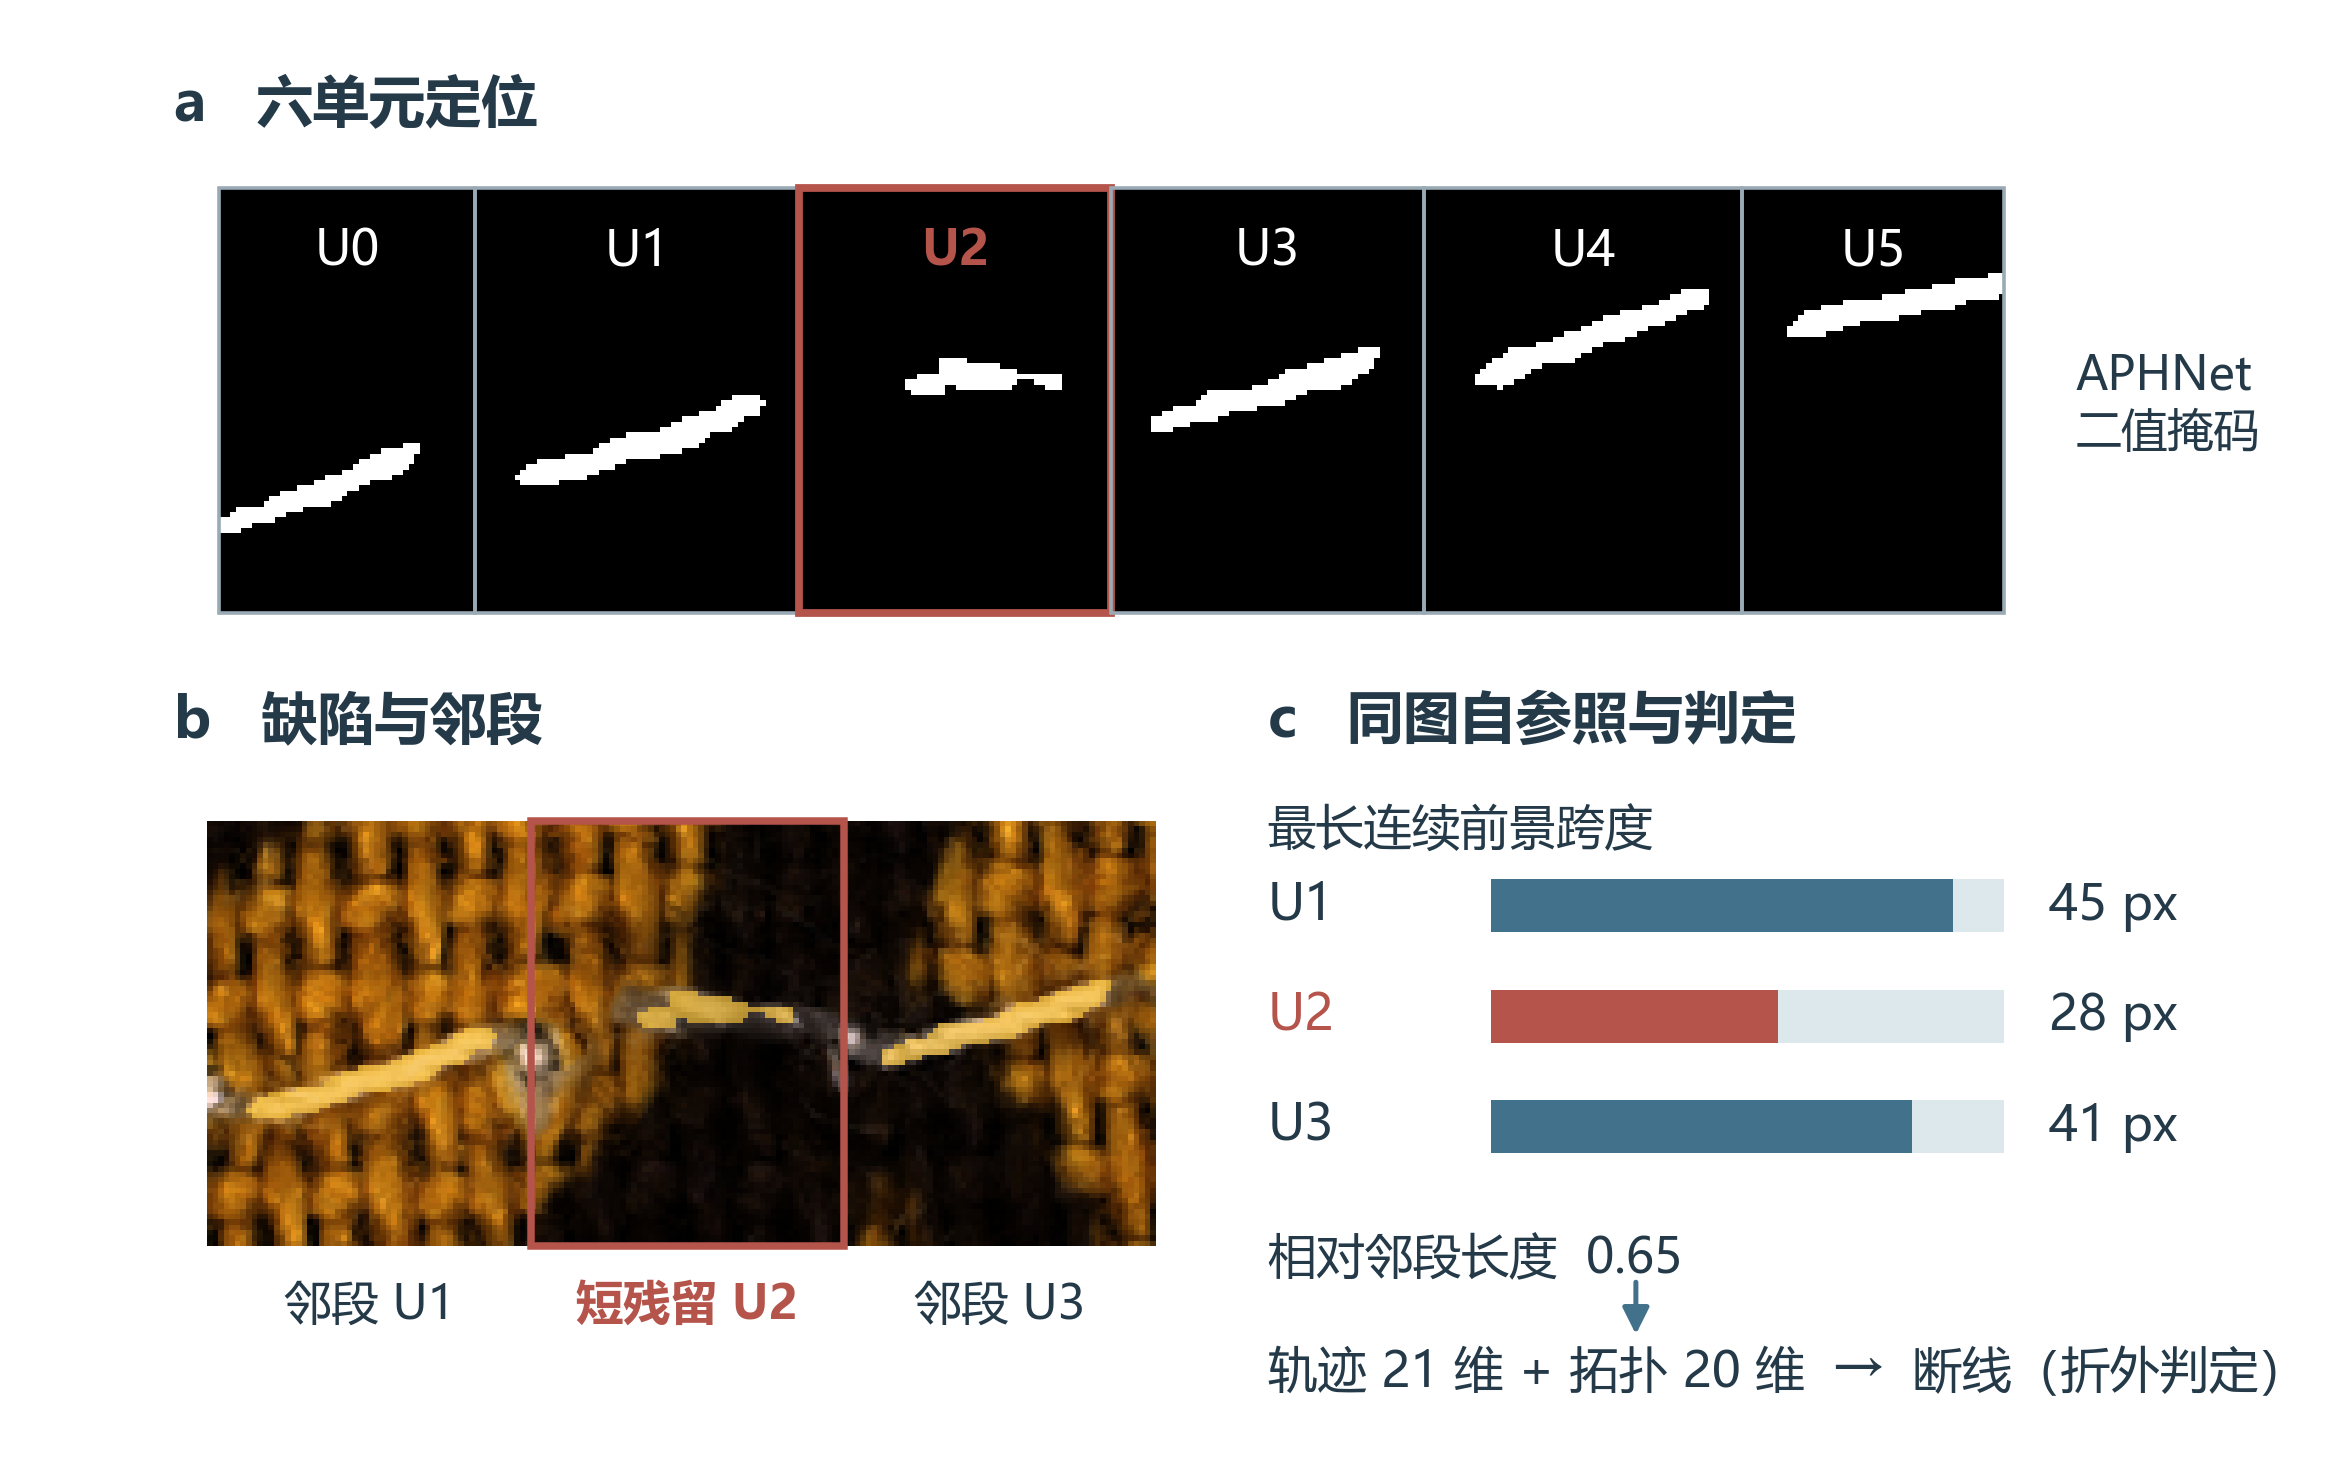 a 六单元定位
U0 U1 U2 U3 U4 U5
APHNet
二值掩码
b 缺陷与邻段
邻段 U1 短残留 U2 邻段 U3
c 同图自参照与判定
最长连续前景跨度
U1 45 px
U2 28 px
U3 41 px
相对邻段长度 0.65
轨迹 21 维 + 拓扑 20 维 → 断线（折外判定）